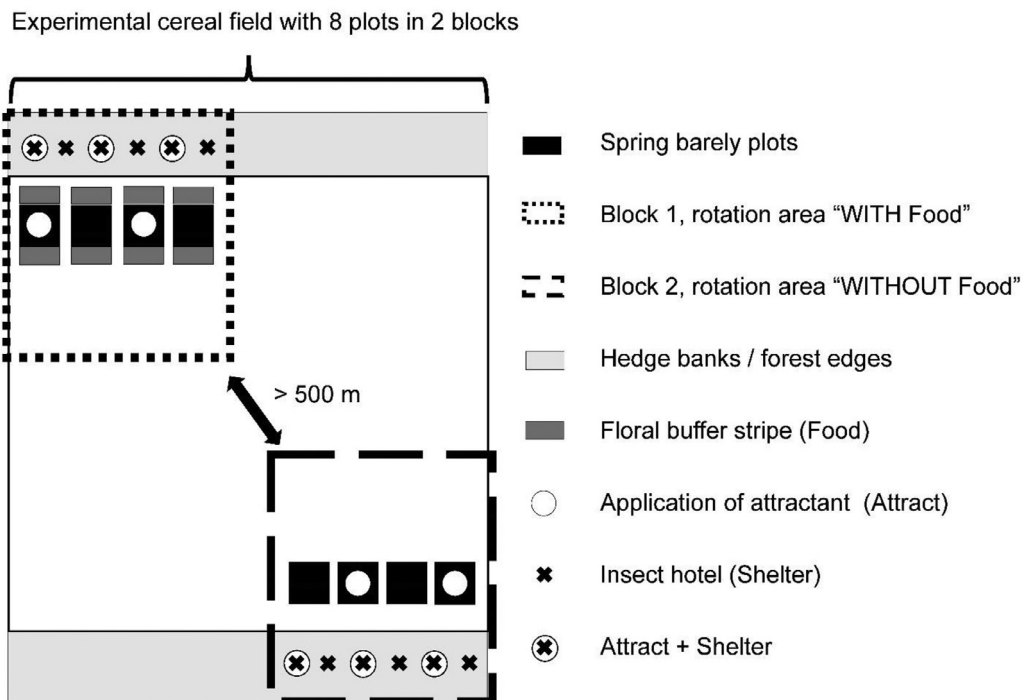 Experimental cereal field with 8 plots in 2 blocks
Spring barely plots
Block 1, rotation area “WITH Food”
Block 2, rotation area “WITHOUT Food”
> 500 m
Hedge banks / forest edges
Floral buffer stripe (Food)
Application of attractant (Attract)
Insect hotel (Shelter)
Attract + Shelter